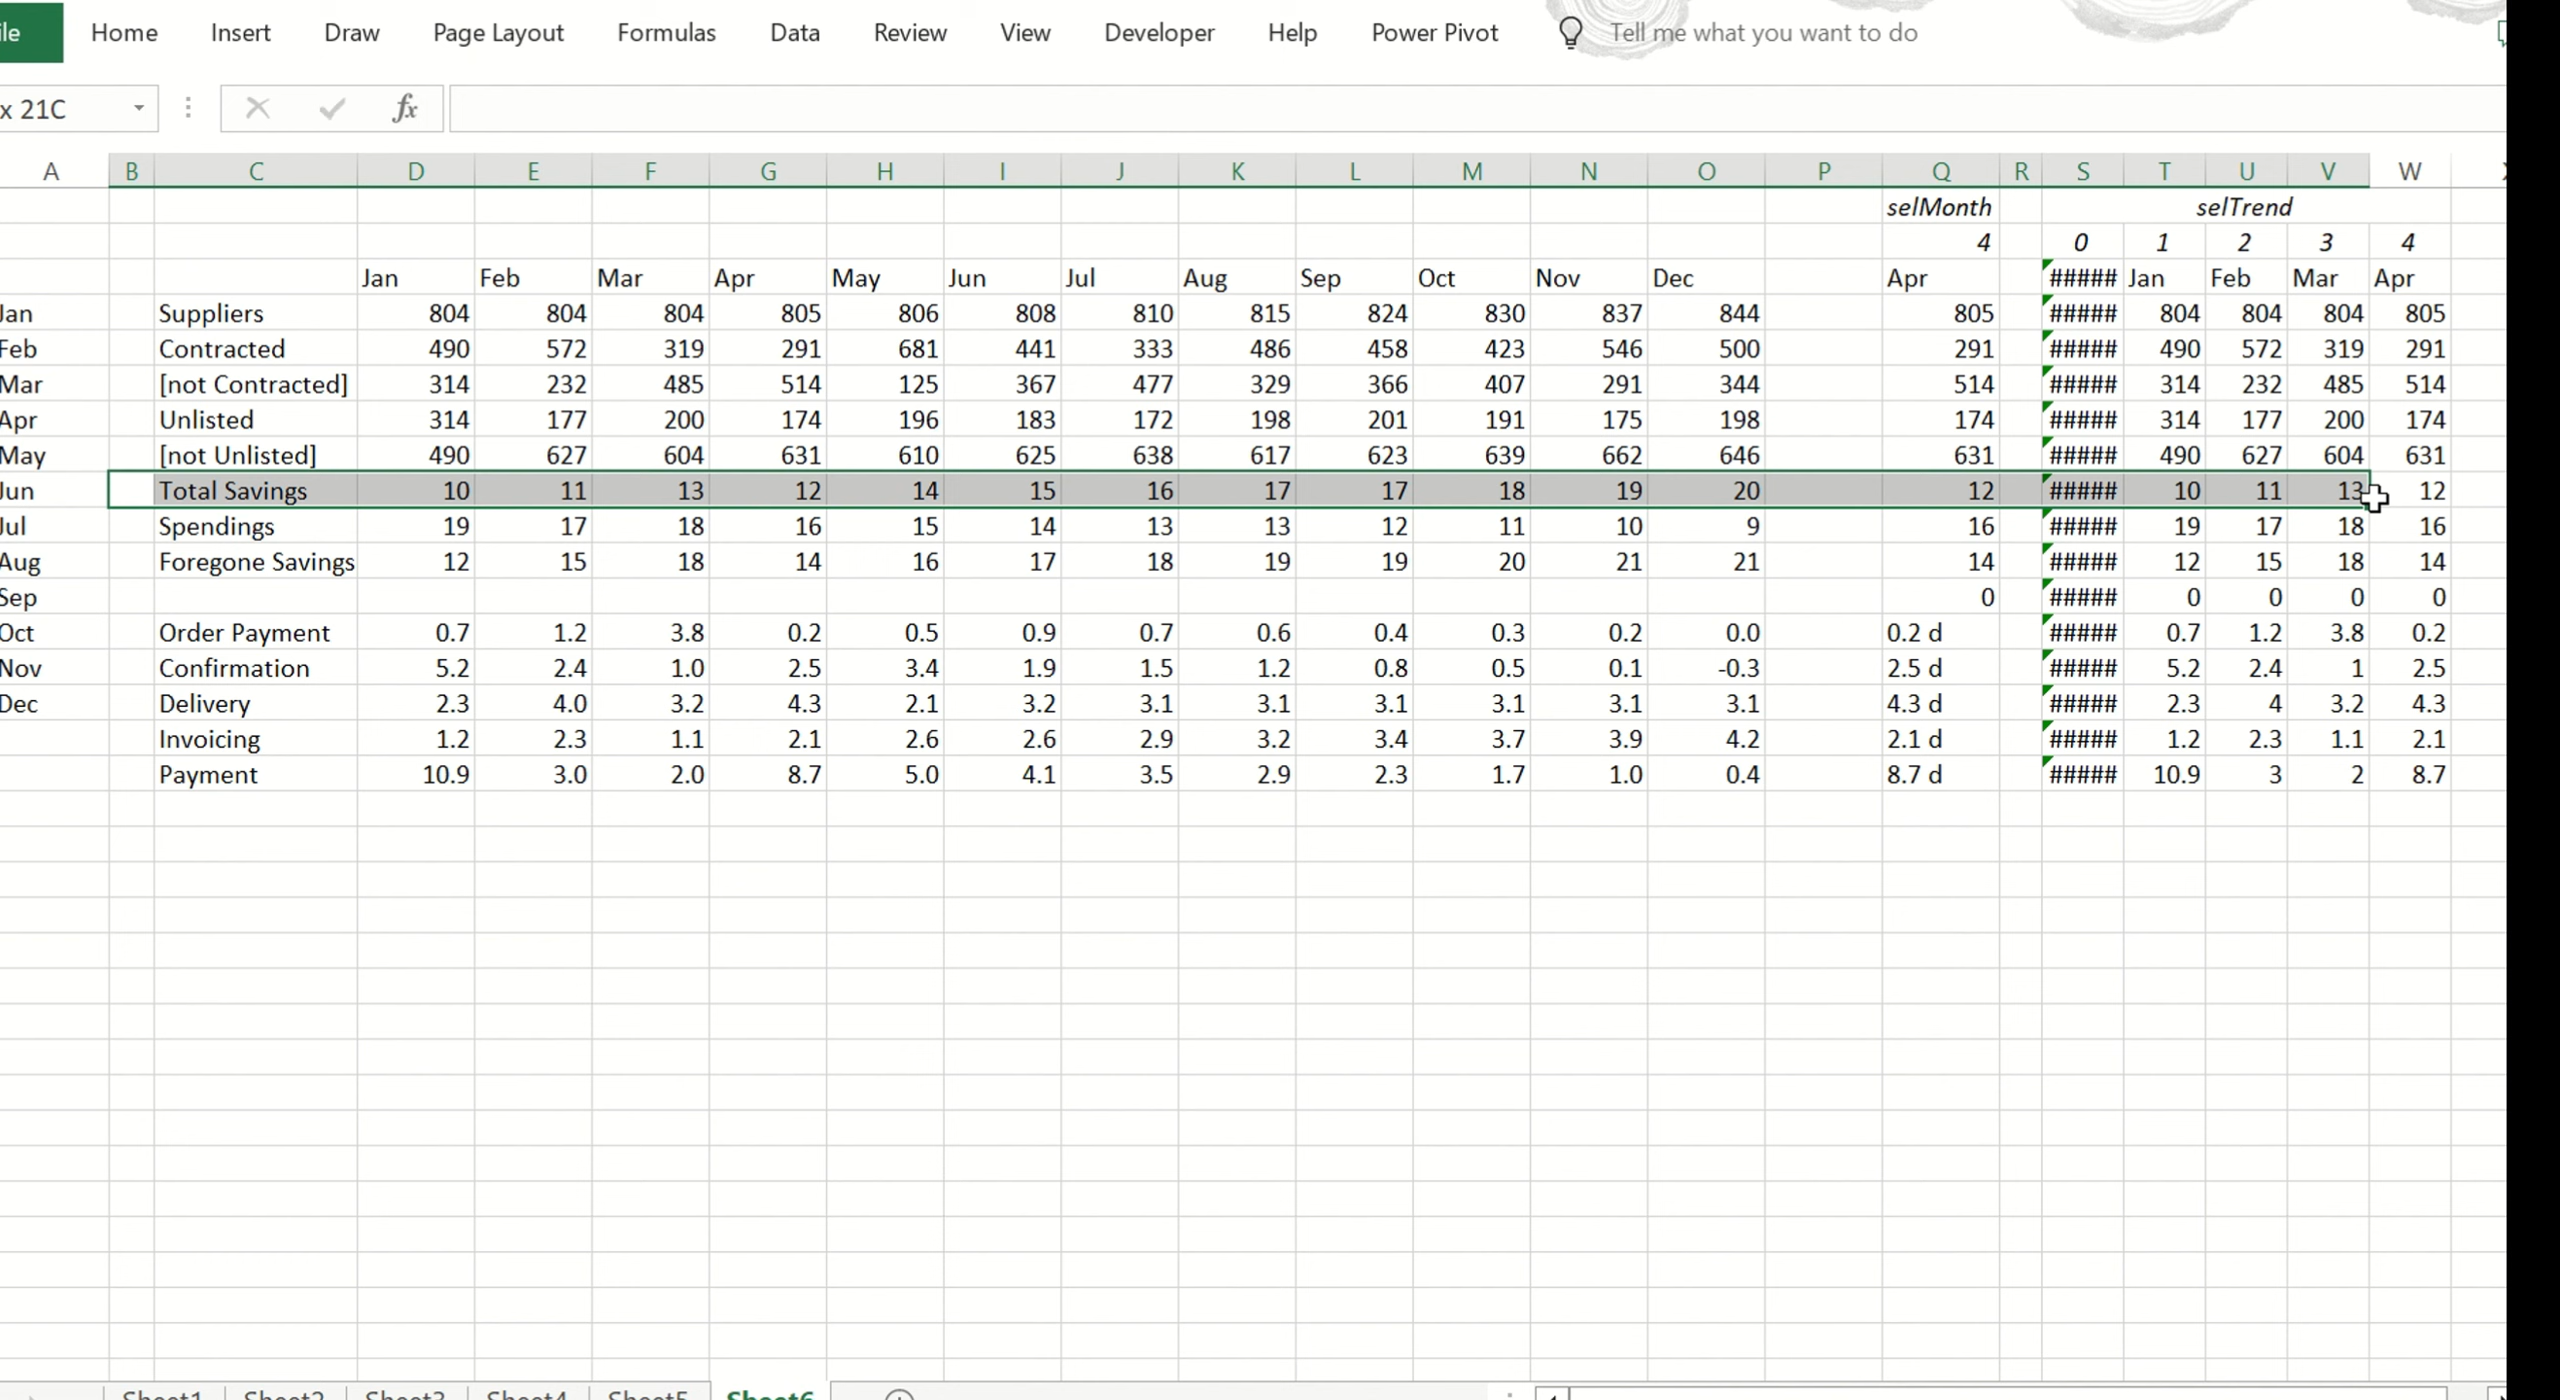 ile Home Insert Draw Page Layout Formulas Data Review View Developer Help Power Pivot Tell me what you want to do
x 21C fx
A B C D E F G H I J K L M N O P Q R S T U V W
selMonth selTrend
4 0 1 2 3 4
Jan Feb Mar Apr May Jun Jul Aug Sep Oct Nov Dec Apr ##### Jan Feb Mar Apr
Jan Suppliers 804 804 804 805 806 808 810 815 824 830 837 844 805 ##### 804 804 804 805
Feb Contracted 490 572 319 291 681 441 333 486 458 423 546 500 291 ##### 490 572 319 291
Mar [not Contracted] 314 232 485 514 125 367 477 329 366 407 291 344 514 ##### 314 232 485 514
Apr Unlisted 314 177 200 174 196 183 172 198 201 191 175 198 174 ##### 314 177 200 174
May [not Unlisted] 490 627 604 631 610 625 638 617 623 639 662 646 631 ##### 490 627 604 631
Jun Total Savings 10 11 13 12 14 15 16 17 17 18 19 20 12 ##### 10 11 13 12
Jul Spendings 19 17 18 16 15 14 13 13 12 11 10 9 16 ##### 19 17 18 16
Aug Foregone Savings 12 15 18 14 16 17 18 19 19 20 21 21 14 ##### 12 15 18 14
Sep 0 ##### 0 0 0 0
Oct Order Payment 0.7 1.2 3.8 0.2 0.5 0.9 0.7 0.6 0.4 0.3 0.2 0.0 0.2 d ##### 0.7 1.2 3.8 0.2
Nov Confirmation 5.2 2.4 1.0 2.5 3.4 1.9 1.5 1.2 0.8 0.5 0.1 -0.3 2.5 d ##### 5.2 2.4 1 2.5
Dec Delivery 2.3 4.0 3.2 4.3 2.1 3.2 3.1 3.1 3.1 3.1 3.1 3.1 4.3 d ##### 2.3 4 3.2 4.3
Invoicing 1.2 2.3 1.1 2.1 2.6 2.6 2.9 3.2 3.4 3.7 3.9 4.2 2.1 d ##### 1.2 2.3 1.1 2.1
Payment 10.9 3.0 2.0 8.7 5.0 4.1 3.5 2.9 2.3 1.7 1.0 0.4 8.7 d ##### 10.9 3 2 8.7
Sheet1 Sheet2 Sheet3 Sheet4 Sheet5 Sheet6